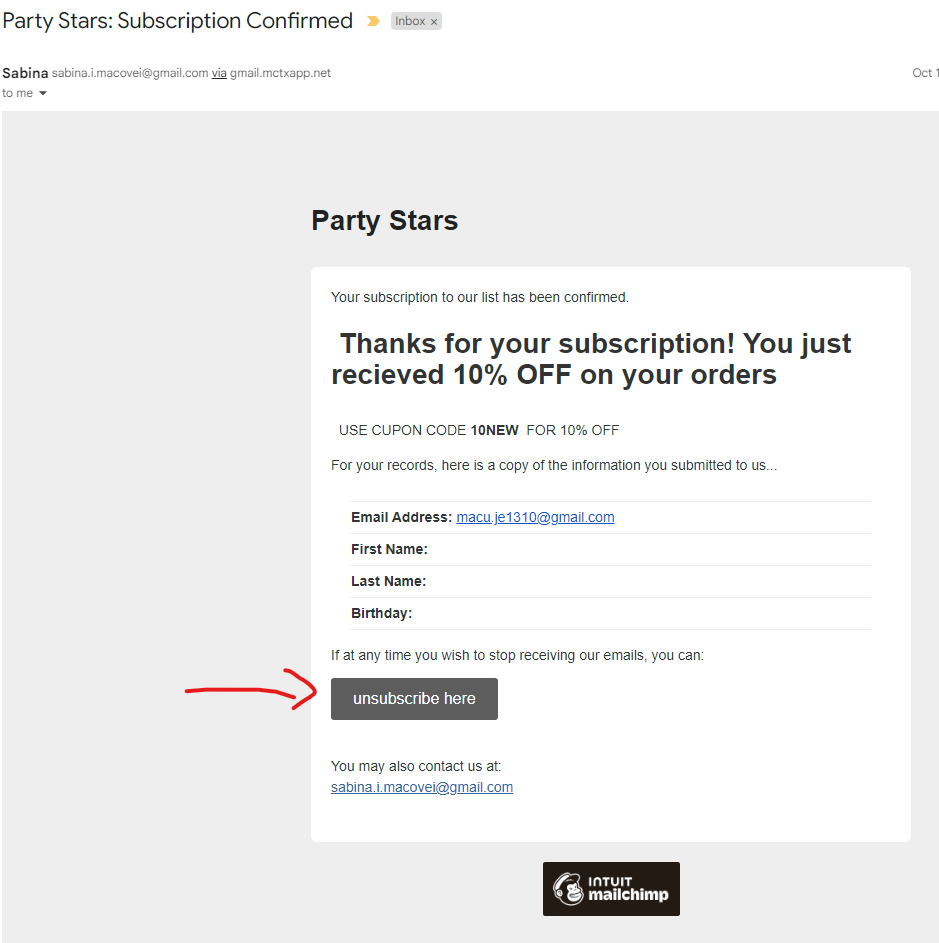 Party Stars: Subscription Confirmed
Inbox x
Sabina sabina.i.macovei@gmail.com via gmail.mctxapp.net
Oct 1
to me
Party Stars
Your subscription to our list has been confirmed.
Thanks for your subscription! You just
recieved 10% OFF on your orders
USE CUPON CODE 10NEW FOR 10% OFF
For your records, here is a copy of the information you submitted to us...
Email Address: macu.je1310@gmail.com
First Name:
Last Name:
Birthday:
If at any time you wish to stop receiving our emails, you can:
unsubscribe here
You may also contact us at:
sabina.i.macovei@gmail.com
INTUIT
mailchimp